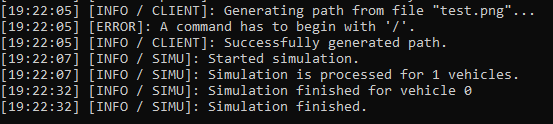 [19:22:05] [INFO / CLIENT]: Generating path from file "test.png"...
[19:22:05] [ERROR]: A command has to begin with '/'.
[19:22:05] [INFO / CLIENT]: Successfully generated path.
[19:22:07] [INFO / SIMU]: Started simulation.
[19:22:07] [INFO / SIMU]: Simulation is processed for 1 vehicles.
[19:22:32] [INFO / SIMU]: Simulation finished for vehicle 0
[19:22:32] [INFO / SIMU]: Simulation finished.